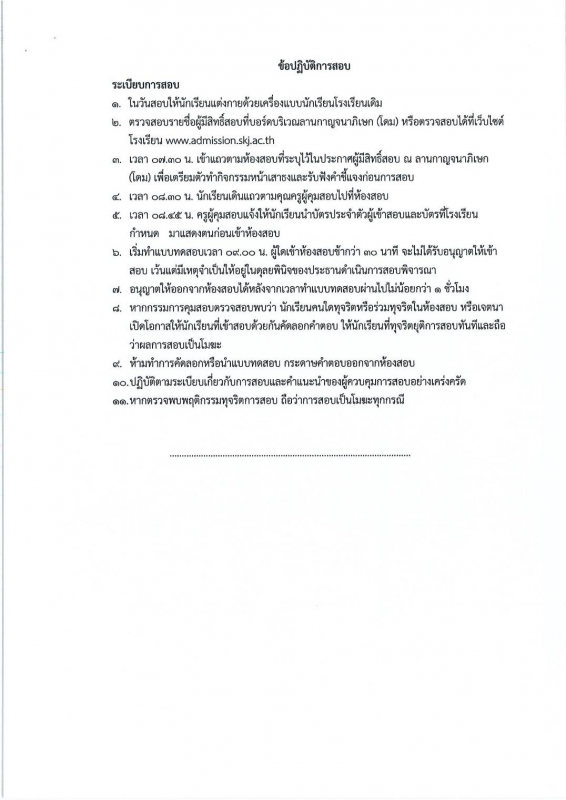 ข้อปฏิบัติการสอบ
ระเบียบการสอบ
๑. ในวันสอบให้นักเรียนแต่งกายด้วยเครื่องแบบนักเรียนโรงเรียนเดิม
๒. ตรวจสอบรายชื่อผู้มีสิทธิ์สอบที่บอร์ดบริเวณลานกาญจนาภิเษก (โดม) หรือตรวจสอบได้ที่เว็บไซต์
โรงเรียน www.admission.skj.ac.th
๓. เวลา ๐๗.๓๐ น. เข้าแถวตามห้องสอบที่ระบุไว้ในประกาศผู้มีสิทธิ์สอบ ณ ลานกาญจนาภิเษก
(โดม) เพื่อเตรียมตัวทำกิจกรรมหน้าเสาธงและรับฟังคำชี้แจงก่อนการสอบ
๔. เวลา ๐๘.๓๐ น. นักเรียนเดินแถวตามคุณครูผู้คุมสอบไปที่ห้องสอบ
๕. เวลา ๐๘.๔๕ น. ครูผู้คุมสอบแจ้งให้นักเรียนนำบัตรประจำตัวผู้เข้าสอบและบัตรที่โรงเรียน
กำหนด มาแสดงตนก่อนเข้าห้องสอบ
๖. เริ่มทำแบบทดสอบเวลา ๐๙.๐๐ น. ผู้ใดเข้าห้องสอบช้ากว่า ๓๐ นาที จะไม่ได้รับอนุญาตให้เข้า
สอบ เว้นแต่มีเหตุจำเป็นให้อยู่ในดุลยพินิจของประธานดำเนินการสอบพิจารณา
๗. อนุญาตให้ออกจากห้องสอบได้หลังจากเวลาทำแบบทดสอบผ่านไปไม่น้อยกว่า ๑ ชั่วโมง
๘. หากกรรมการคุมสอบตรวจสอบพบว่า นักเรียนคนใดทุจริตหรือร่วมทุจริตในห้องสอบ หรือเจตนา
เปิดโอกาสให้นักเรียนที่เข้าสอบด้วยกันคัดลอกคำตอบ ให้นักเรียนที่ทุจริตยุติการสอบทันทีและถือ
ว่าผลการสอบเป็นโมฆะ
๙. ห้ามทำการคัดลอกหรือนำแบบทดสอบ กระดาษคำตอบออกจากห้องสอบ
๑๐.ปฏิบัติตามระเบียบเกี่ยวกับการสอบและคำแนะนำของผู้ควบคุมการสอบอย่างเคร่งครัด
๑๑.หากตรวจพบพฤติกรรมทุจริตการสอบ ถือว่าการสอบเป็นโมฆะทุกกรณี